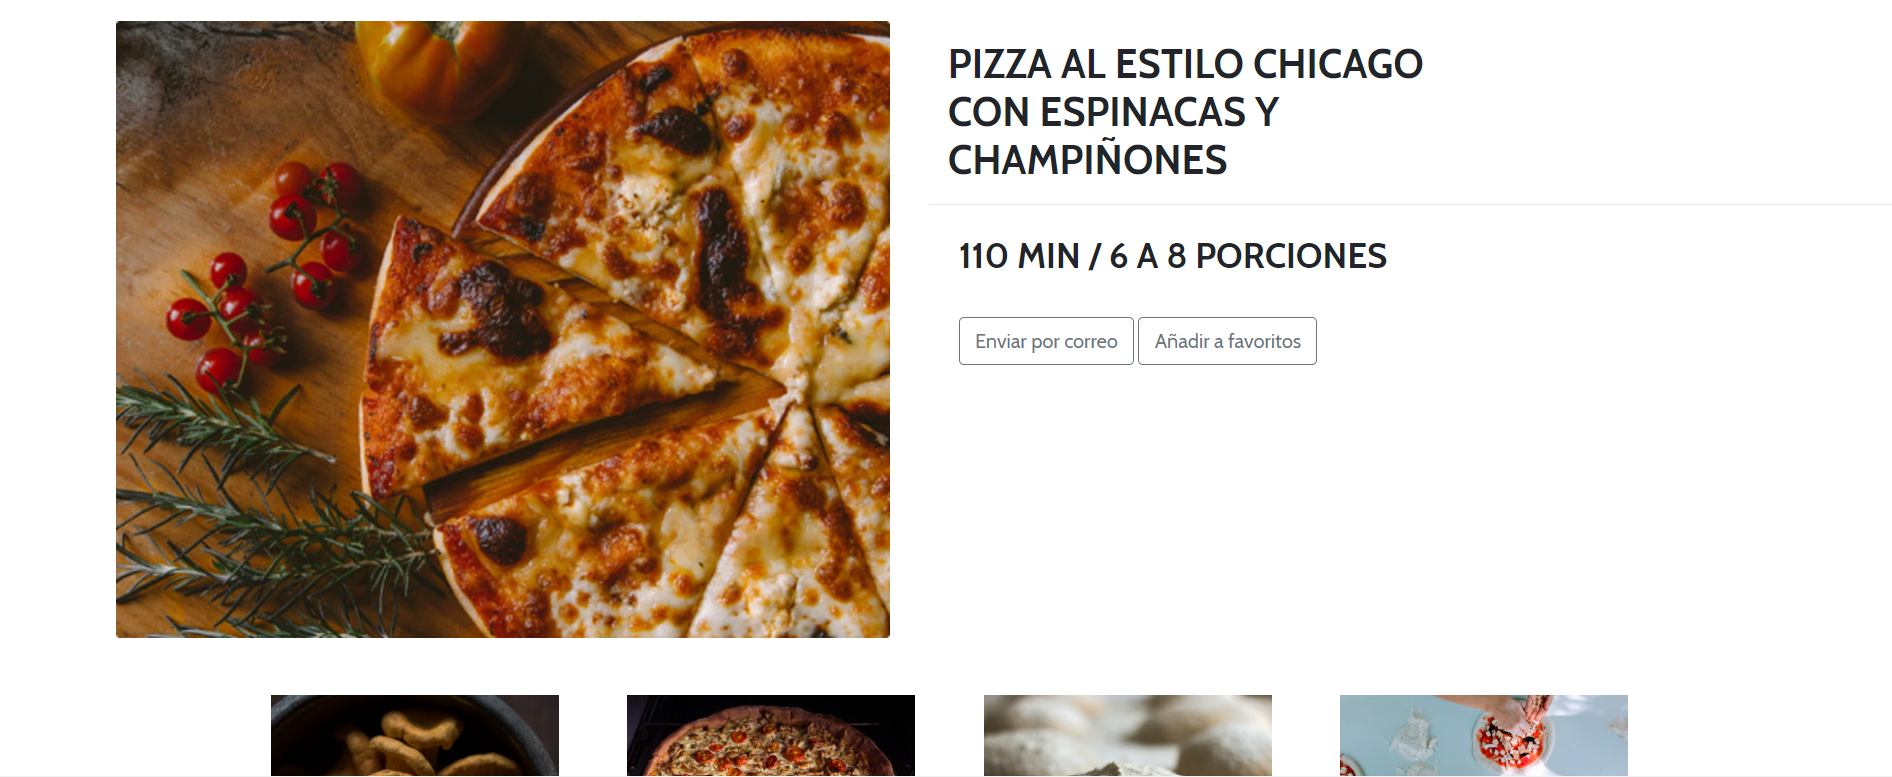 PIZZA AL ESTILO CHICAGO
CON ESPINACAS Y
CHAMPIÑONES
110 MIN / 6 A 8 PORCIONES
Enviar por correo
Añadir a favoritos